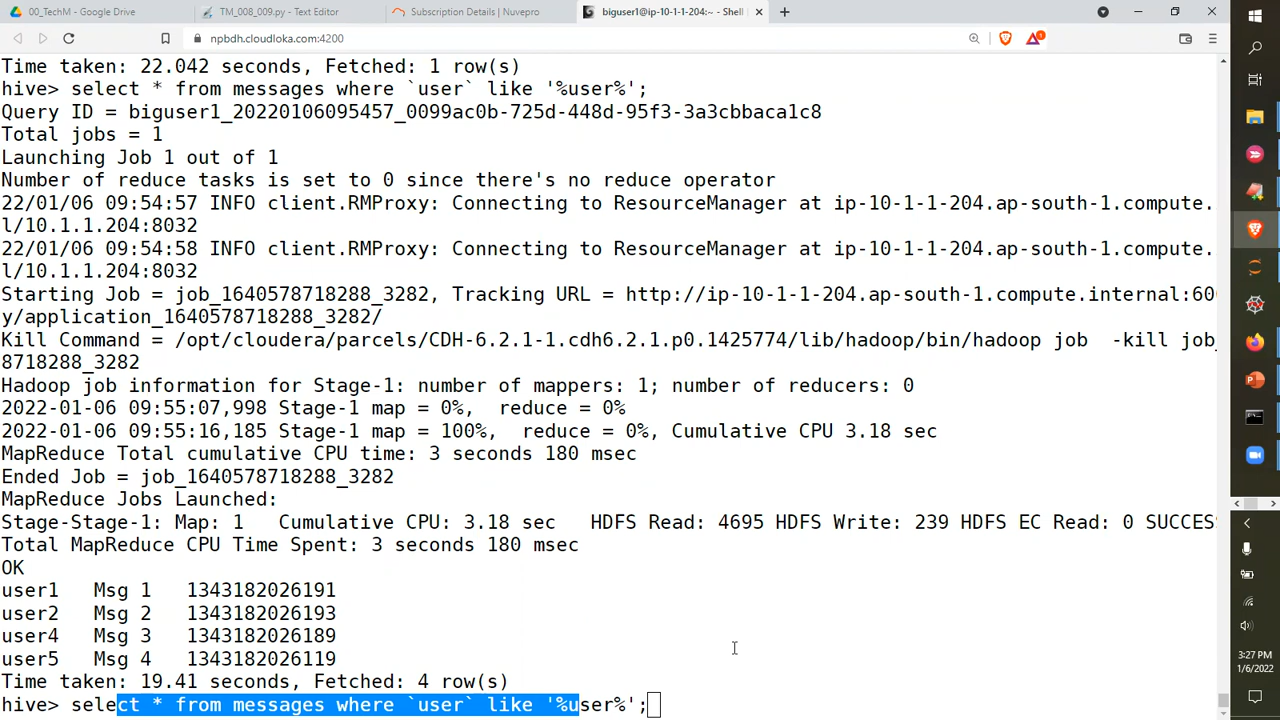 00_TechM - Google Drive
TM_008_009.py - Text Editor
Subscription Details | Nuvepro
biguser1@ip-10-1-1-204:~ - Shell
npbdh.cloudloka.com:4200
Time taken: 22.042 seconds, Fetched: 1 row(s)
hive> select * from messages where `user` like '%user%';
Query ID = biguser1_20220106095457_0099ac0b-725d-448d-95f3-3a3cbbaca1c8
Total jobs = 1
Launching Job 1 out of 1
Number of reduce tasks is set to 0 since there's no reduce operator
22/01/06 09:54:57 INFO client.RMProxy: Connecting to ResourceManager at ip-10-1-1-204.ap-south-1.compute.
l/10.1.1.204:8032
22/01/06 09:54:58 INFO client.RMProxy: Connecting to ResourceManager at ip-10-1-1-204.ap-south-1.compute.
l/10.1.1.204:8032
Starting Job = job_1640578718288_3282, Tracking URL = http://ip-10-1-1-204.ap-south-1.compute.internal:60
y/application_1640578718288_3282/
Kill Command = /opt/cloudera/parcels/CDH-6.2.1-1.cdh6.2.1.p0.1425774/lib/hadoop/bin/hadoop job  -kill job_
8718288_3282
Hadoop job information for Stage-1: number of mappers: 1; number of reducers: 0
2022-01-06 09:55:07,998 Stage-1 map = 0%,  reduce = 0%
2022-01-06 09:55:16,185 Stage-1 map = 100%,  reduce = 0%, Cumulative CPU 3.18 sec
MapReduce Total cumulative CPU time: 3 seconds 180 msec
Ended Job = job_1640578718288_3282
MapReduce Jobs Launched:
Stage-Stage-1: Map: 1   Cumulative CPU: 3.18 sec   HDFS Read: 4695 HDFS Write: 239 HDFS EC Read: 0 SUCCES
Total MapReduce CPU Time Spent: 3 seconds 180 msec
OK
user1   Msg 1   1343182026191
user2   Msg 2   1343182026193
user4   Msg 3   1343182026189
user5   Msg 4   1343182026119
Time taken: 19.41 seconds, Fetched: 4 row(s)
hive> select * from messages where `user` like '%user%';
3:27 PM
1/6/2022